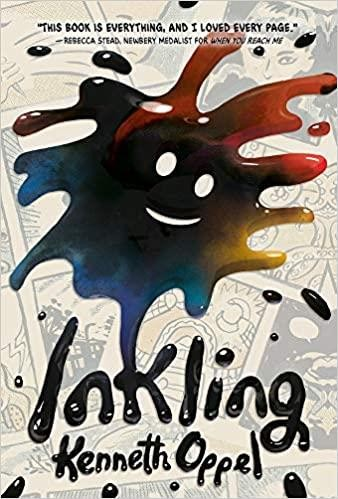 "THIS BOOK IS EVERYTHING, AND I LOVED EVERY PAGE."
—REBECCA STEAD, NEWBERY MEDALIST FOR WHEN YOU REACH ME
INKling
Kenneth Oppel